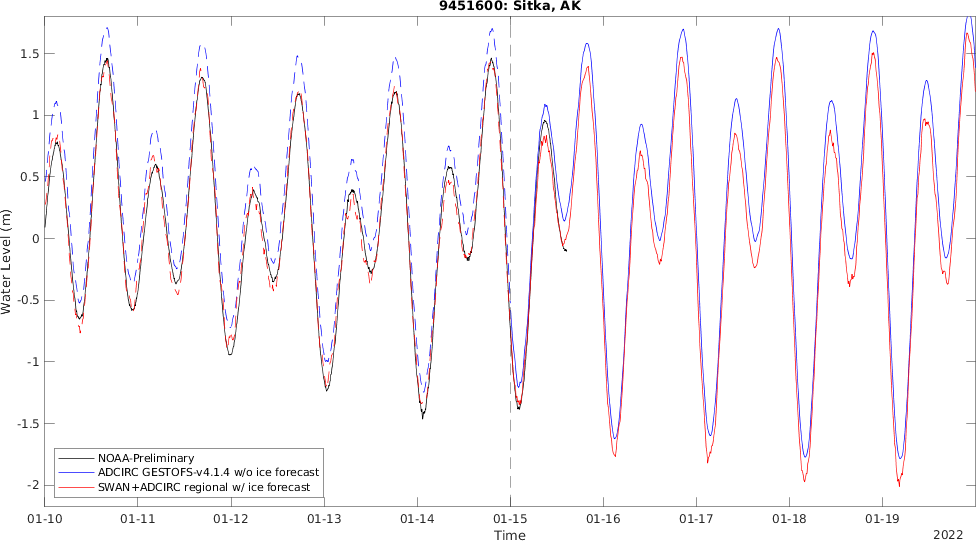 9451600: Sitka, AK
Water Level (m)
1.5
1
0.5
0
-0.5
-1
-1.5
-2
NOAA-Preliminary
ADCIRC GESTOFS-v4.1.4 w/o ice forecast
SWAN+ADCIRC regional w/ ice forecast
01-10 01-11 01-12 01-13 01-14 01-15 01-16 01-17 01-18 01-19
Time
2022